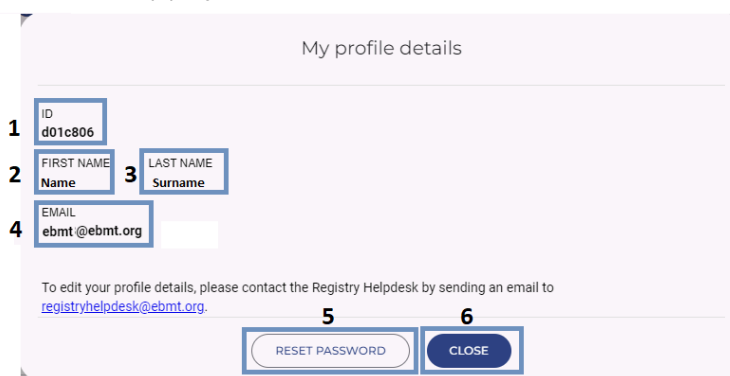 My profile details
1 ID
d01c806
2 FIRST NAME 3 LAST NAME
Name Surname
4 EMAIL
ebmt@ebmt.org
To edit your profile details, please contact the Registry Helpdesk by sending an email to
registryhelpdesk@ebmt.org.
5 6
RESET PASSWORD CLOSE